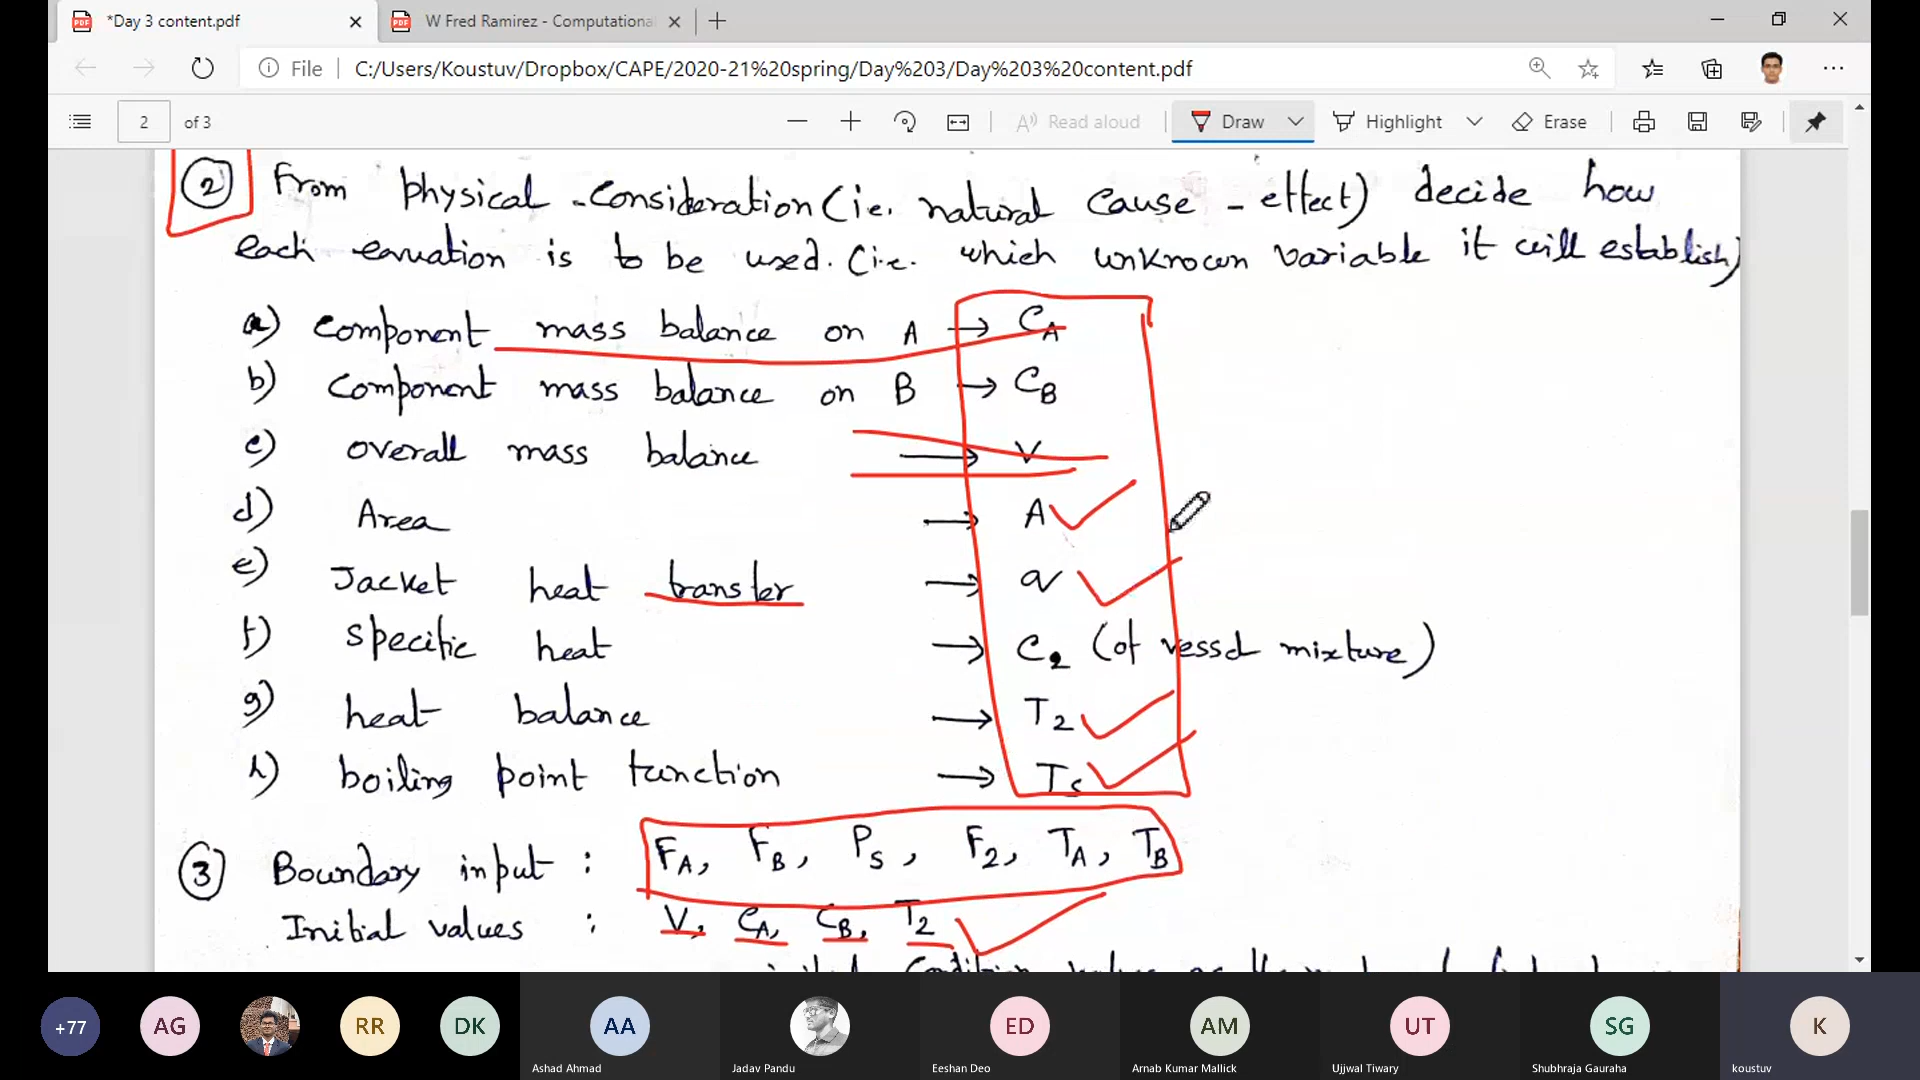 *Day 3 content.pdf
W Fred Ramirez - Computational
File
C:/Users/Koustuv/Dropbox/CAPE/2020-21%20spring/Day%203/Day%203%20content.pdf
2 of 3
Read aloud
Draw
Highlight
Erase
② From physical consideration (i.e. natural cause - effect) decide how
each equation is to be used. (i.e. which unknown variable it will establish)
a) Component mass balance on A → CA
b) Component mass balance on B → CB
c) Overall mass balance → V
d) Area → A
e) Jacket heat transfer → q
f) specific heat → C2 (of vessel mixture)
g) heat balance → T2
h) boiling point function → Ts
③ Boundary input : FA, FB, Ps, F2, TA, TB
Initial values : V, CA, CB, T2
+77
AG
RR
DK
AA
ED
AM
UT
SG
K
Ashad Ahmad
Jadav Pandu
Eeshan Deo
Arnab Kumar Mallick
Ujjwal Tiwary
Shubhraja Gauraha
koustuv